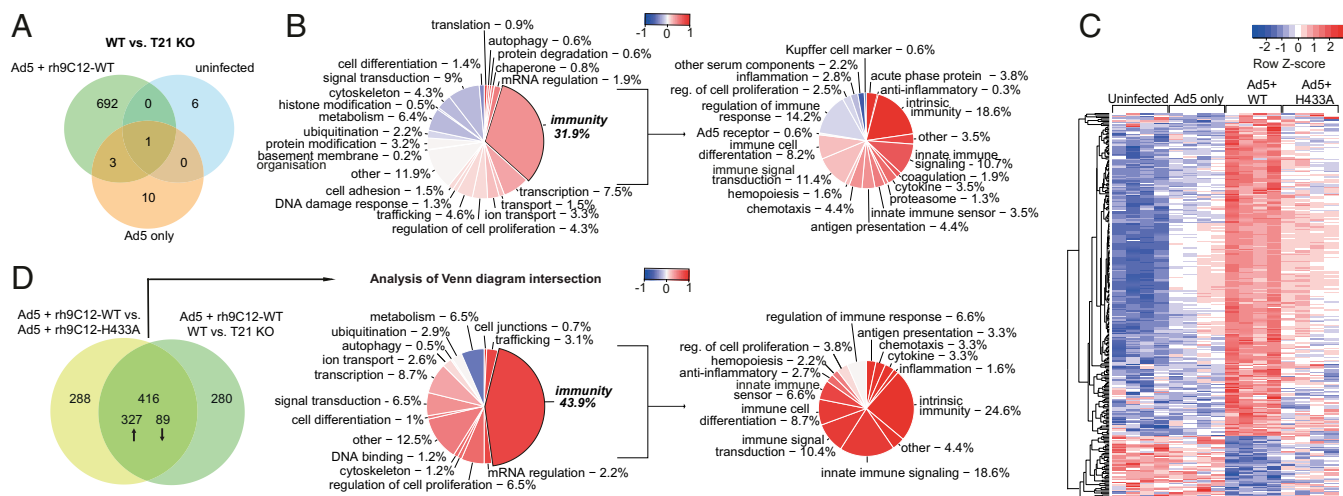 A
WT vs. T21 KO
Ad5 + rh9C12-WT
uninfected
692
0
6
1
3
0
10
Ad5 only
B
-1
0
1
translation – 0.9%
autophagy – 0.6%
protein degradation – 0.6%
chaperone – 0.8%
mRNA regulation – 1.9%
cell differentiation – 1.4%
signal transduction – 9%
cytoskeleton – 4.3%
histone modification – 0.5%
metabolism – 6.4%
ubiquitination – 2.2%
protein modification – 3.2%
basement membrane – 0.2%
organisation
other – 11.9%
cell adhesion – 1.5%
DNA damage response – 1.3%
trafficking – 4.6%
regulation of cell proliferation – 4.3%
ion transport – 3.3%
transport – 1.5%
transcription – 7.5%
immunity
31.9%
Kupffer cell marker – 0.6%
other serum components – 2.2%
inflammation – 2.8%
reg. of cell proliferation – 2.5%
regulation of immune
response – 14.2%
Ad5 receptor – 0.6%
immune cell
differentation – 8.2%
immune signal
transduction – 11.4%
hemopoiesis – 1.6%
chemotaxis – 4.4%
antigen presentation –
4.4%
innate immune sensor – 3.5%
proteasome – 1.3%
cytokine – 3.5%
coagulation – 1.9%
innate immune
signaling – 10.7%
other – 3.5%
intrinsic
immunity – 18.6%
anti-inflammatory – 0.3%
acute phase protein – 3.8%
C
-2 -1 0 1 2
Row Z-score
Uninfected
Ad5 only
Ad5+
WT
Ad5+
H433A
D
Analysis of Venn diagram intersection
-1
0
1
Ad5 + rh9C12-WT vs.
Ad5 + rh9C12-H433A
Ad5 + rh9C12-WT
WT vs. T21 KO
288
416
280
327 89
metabolism – 6.5%
ubiquitination – 2.9%
autophagy – 0.5%
ion transport – 2.6%
transcription – 8.7%
signal transduction - 6.5%
cell differentiation – 1%
other – 12.5%
DNA binding – 1.2%
cytoskeleton – 1.2%
regulation of cell proliferation – 6.5%
mRNA regulation – 2.2%
immunity
43.9%
trafficking – 3.1%
cell junctions – 0.7%
regulation of immune response – 6.6%
antigen presentation – 3.3%
chemotaxis – 3.3%
cytokine – 3.3%
inflammation – 1.6%
intrinsic
immunity – 24.6%
other – 4.4%
innate immune signaling – 18.6%
immune signal
transduction – 10.4%
immune cell
differentiation – 8.7%
innate immune
sensor – 6.6%
anti-inflammatory – 2.7%
hemopoiesis – 2.2%
reg. of cell proliferation – 3.8%